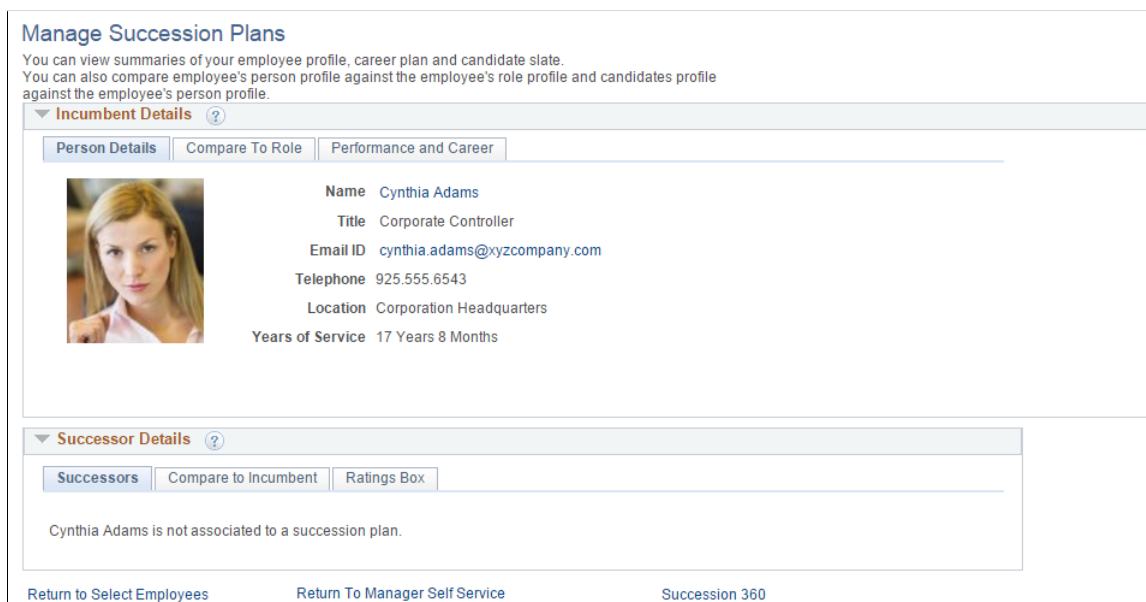 Manage Succession Plans
You can view summaries of your employee profile, career plan and candidate slate.
You can also compare employee's person profile against the employee's role profile and candidates profile
against the employee's person profile.
Incumbent Details ?
Person Details Compare To Role Performance and Career
Name Cynthia Adams
Title Corporate Controller
Email ID cynthia.adams@xyzcompany.com
Telephone 925.555.6543
Location Corporation Headquarters
Years of Service 17 Years 8 Months
Successor Details ?
Successors Compare to Incumbent Ratings Box
Cynthia Adams is not associated to a succession plan.
Return to Select Employees Return To Manager Self Service Succession 360